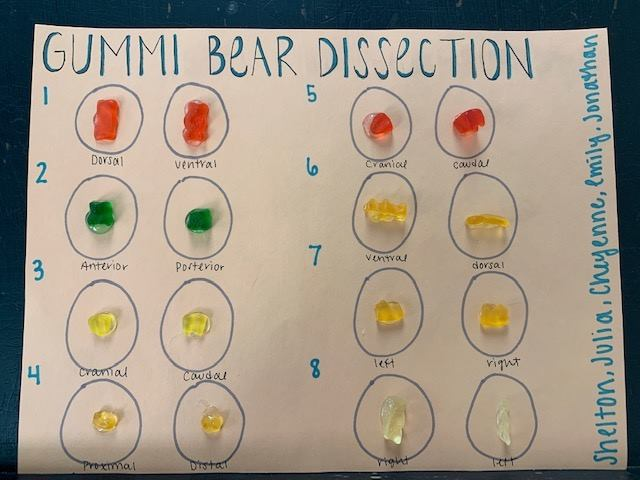 GUMMI BEAR DISSECTION
1
Dorsal
ventral
2
Anterior
Posterior
3
Cranial
Caudal
4
Proximal
Distal
5
Cranial
caudal
6
ventral
dorsal
7
left
right
8
right
left
Shelton, Julia, Cheyenne, emily, Jonathan